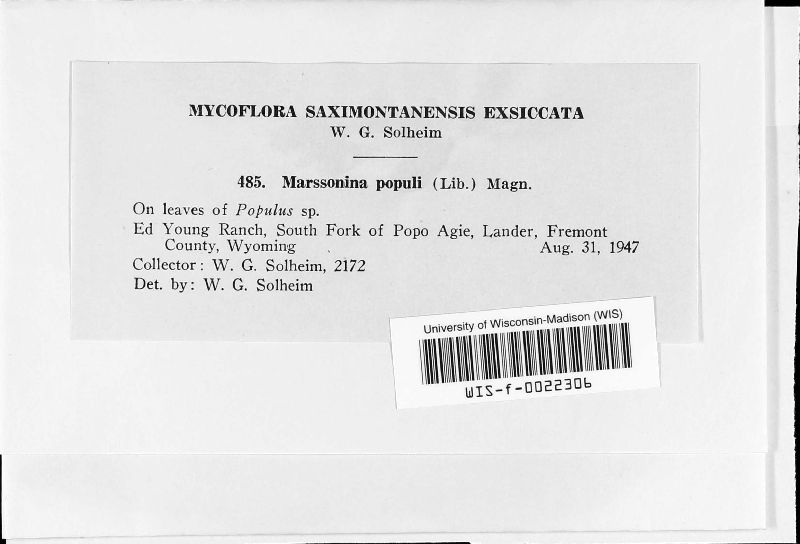 MYCOFLORA SAXIMONTANENSIS EXSICCATA
W. G. Solheim
485. Marssonina populi (Lib.) Magn.
On leaves of Populus sp.
Ed Young Ranch, South Fork of Popo Agie, Lander, Fremont
County, Wyoming Aug. 31, 1947
Collector: W. G. Solheim, 2172
Det. by: W. G. Solheim
University of Wisconsin-Madison (WIS)
WIS-f-0022306